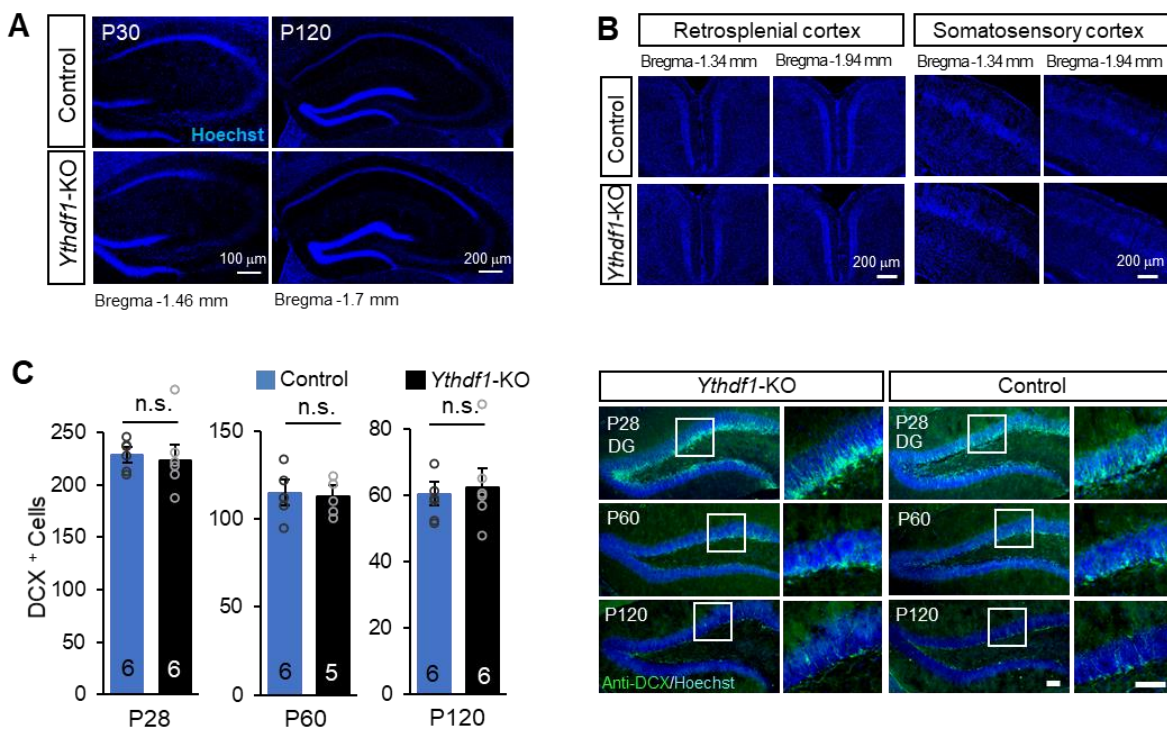 A
P30
P120
Control
Hoechst
Ythdf1-KO
100 μm
200 μm
Bregma -1.46 mm
Bregma -1.7 mm
B
Retrosplenial cortex
Somatosensory cortex
Bregma-1.34 mm
Bregma -1.94 mm
Bregma-1.34 mm
Bregma -1.94 mm
Control
Ythdf1-KO
200 μm
200 μm
C
Control
Ythdf1-KO
n.s.
n.s.
n.s.
DCX + Cells
250
200
150
100
50
0
150
100
50
0
80
60
40
20
0
6
6
6
5
6
6
P28
P60
P120
Ythdf1-KO
Control
P28
DG
P28
DG
P60
P60
P120
P120
Anti-DCX/Hoechst